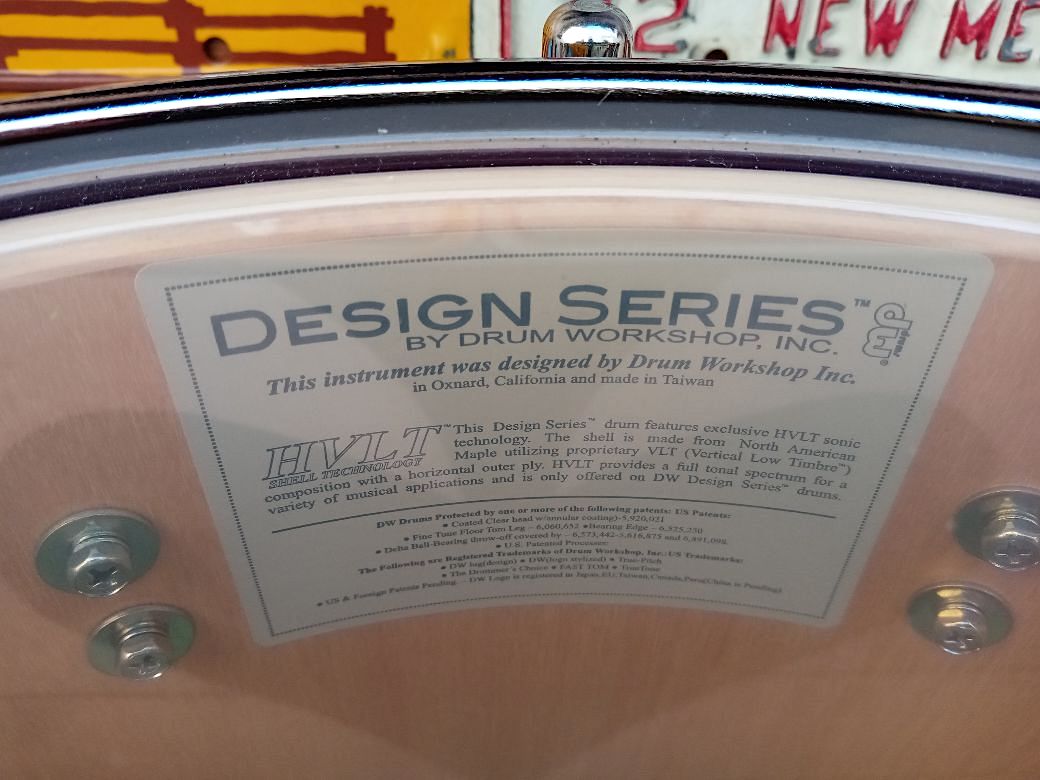 2 NEW ME
DESIGN SERIES™
BY DRUM WORKSHOP, INC.
dw drums®
This instrument was designed by Drum Workshop Inc.
in Oxnard, California and made in Taiwan
HVLT™
SHELL TECHNOLOGY
This Design Series™ drum features exclusive HVLT sonic
technology. The shell is made from North American
Maple utilizing proprietary VLT (Vertical Low Timbre™)
composition with a horizontal outer ply. HVLT provides a full tonal spectrum for a
variety of musical applications and is only offered on DW Design Series™ drums.
DW Drums Protected by one or more of the following patents: US Patents:
• Coated Clear head w/annular coating)-5,920,021
• Fine Tune Floor Tom Leg – 6,060,652 •Bearing Edge – 6,525,250
• Delta Ball-Bearing throw-off covered by –6,573,442-5,616,875 and 6,891,098.
• U.S. Patented Processes:
The Following are Registered Trademarks of Drum Workshop, Inc.:US Trademarks:
• DW lug(design) • DW(logo stylized) • True-Pitch
• The Drummer's Choice • FAST TOM • TrueTone
• US & Foreign Patents Pending. – DW Logo is registered in Japan,EU,Taiwan,Canada,Peru(China is Pending)